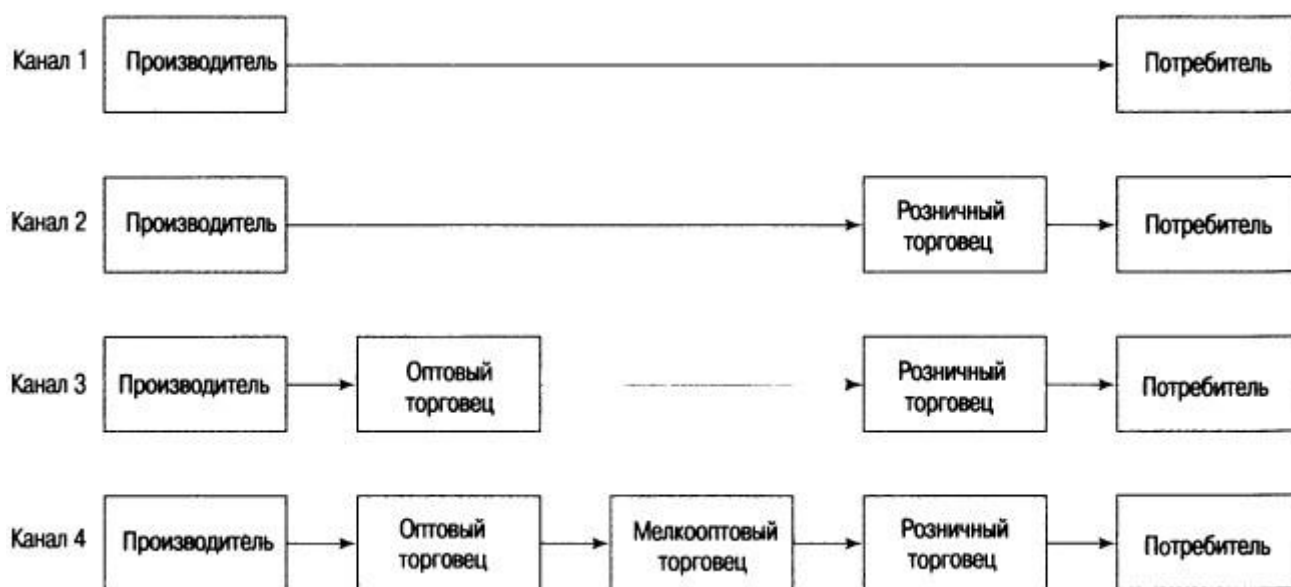 Канал 1
Производитель
Потребитель
Канал 2
Производитель
Розничный
торговец
Потребитель
Канал 3
Производитель
Оптовый
торговец
Розничный
торговец
Потребитель
Канал 4
Производитель
Оптовый
торговец
Мелкооптовый
торговец
Розничный
торговец
Потребитель